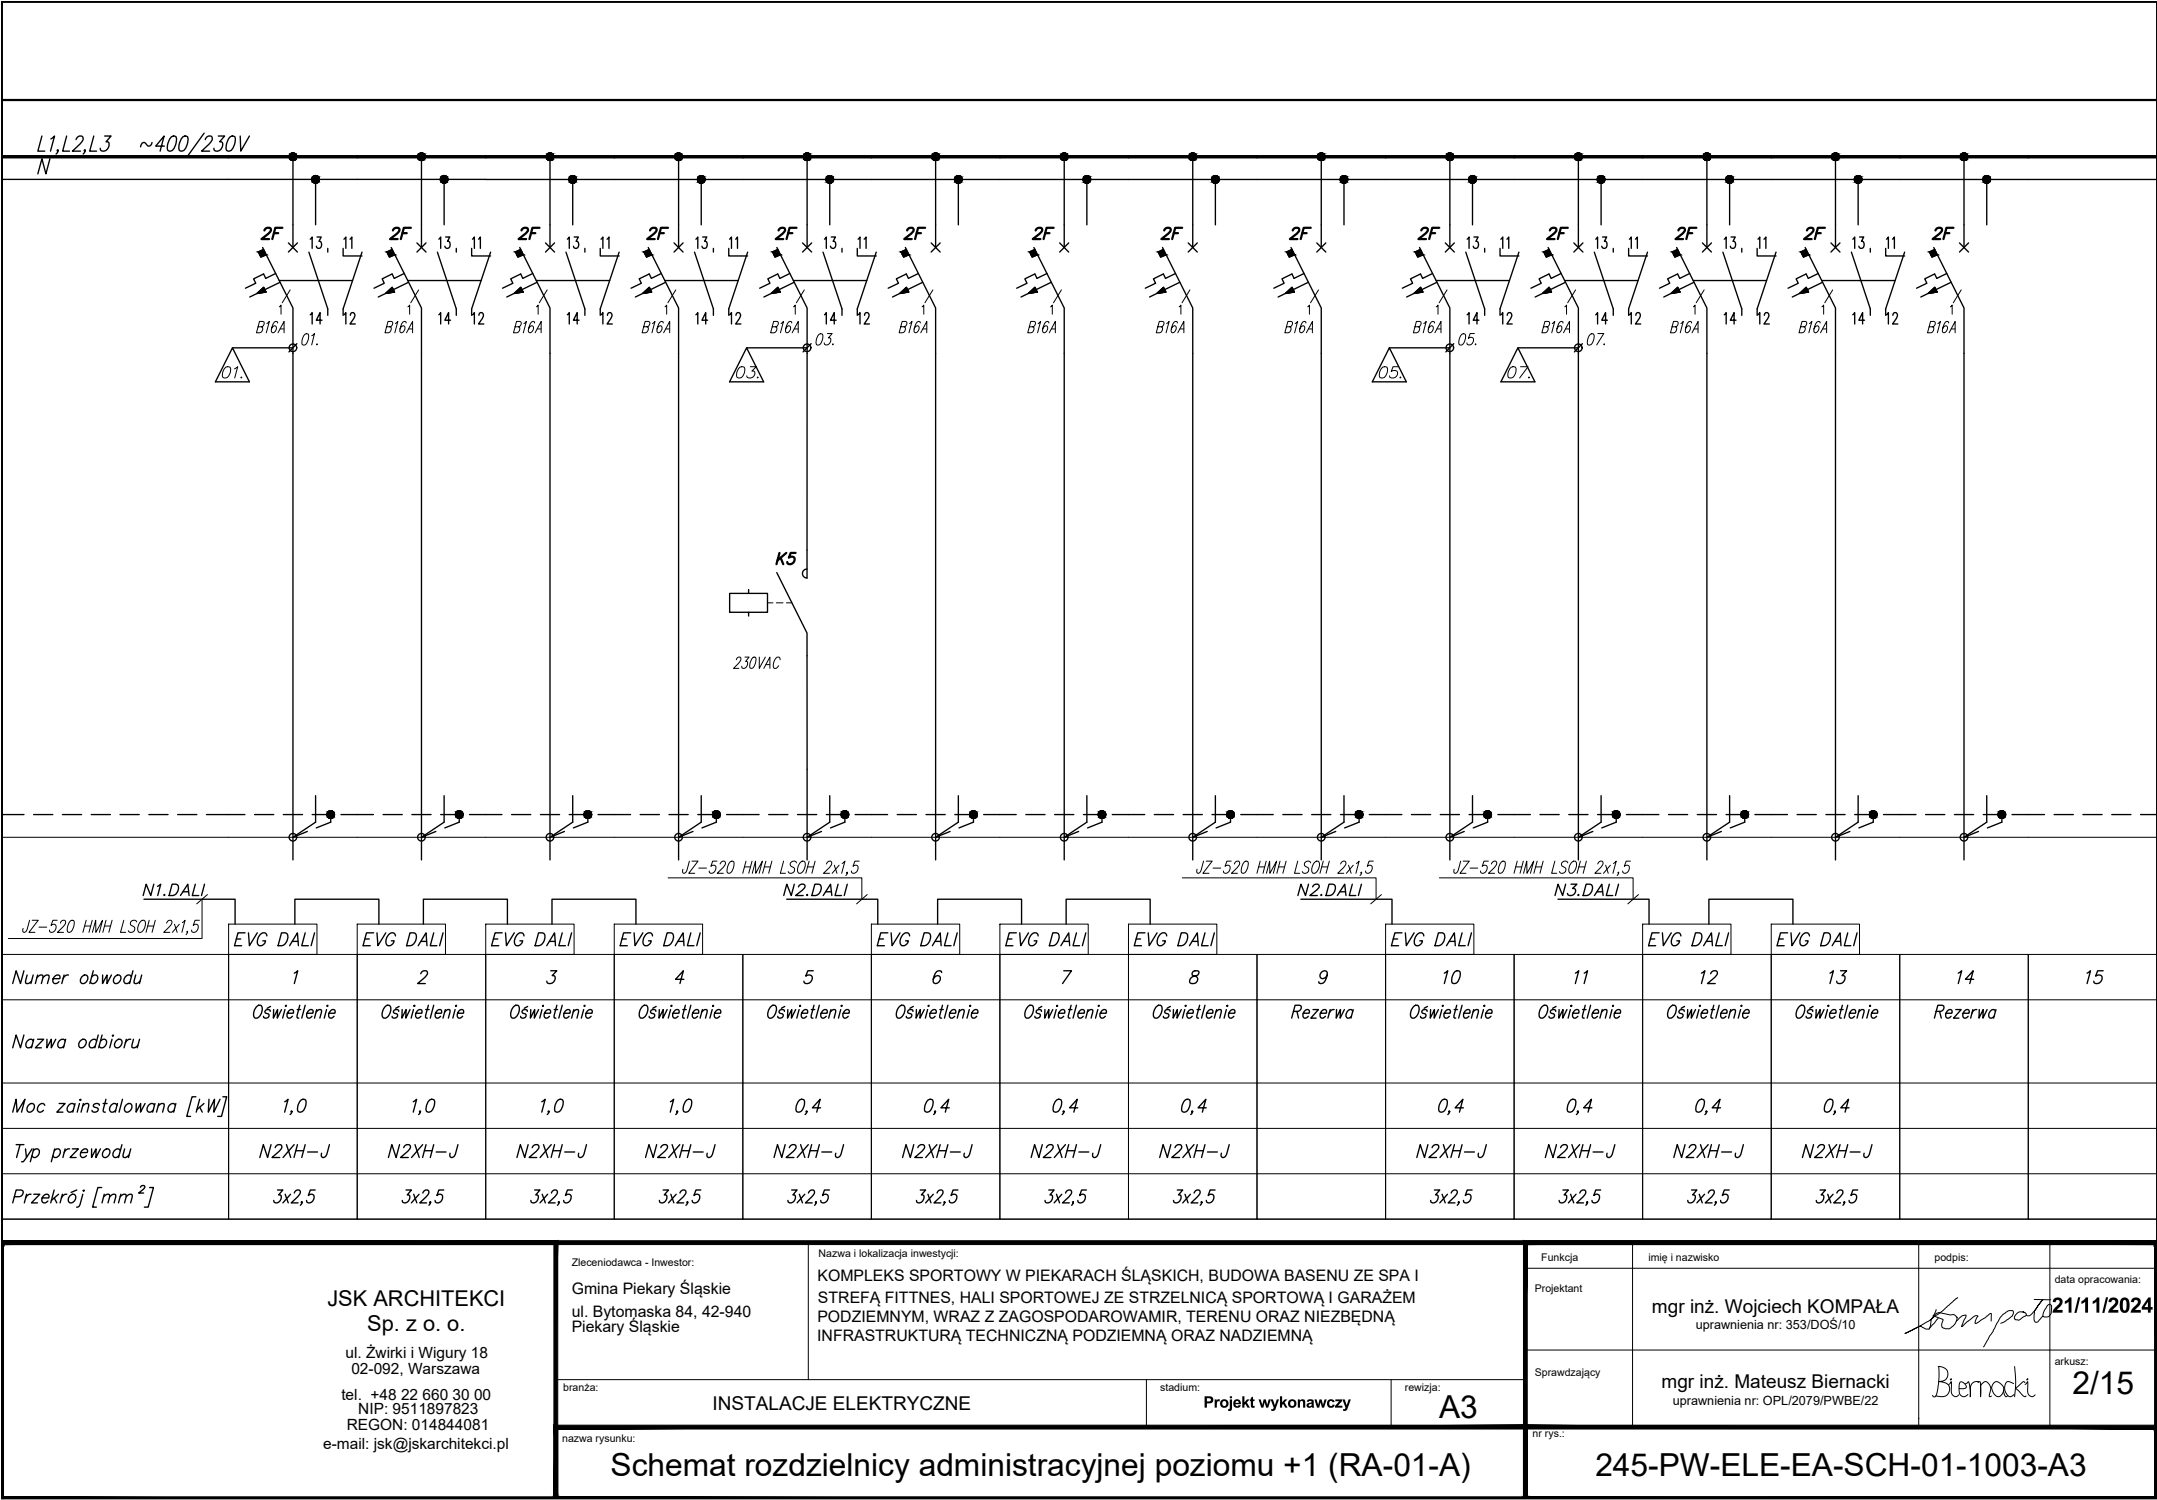 L1,L2,L3 ~400/230V
N
2F 13 11 2F 13 11 2F 13 11 2F 13 11 2F 13 11 2F 2F 2F 2F 2F 13 11 2F 13 11 2F 13 11 2F 13 11 2F
1 14 12 1 14 12 1 14 12 1 14 12 1 14 12 1 1 1 1 1 14 12 1 14 12 1 14 12 1 14 12 1
B16A B16A B16A B16A B16A B16A B16A B16A B16A B16A B16A B16A B16A B16A
01. 03. 05. 07.
01. 03. 05. 07.
K5
230VAC
JZ-520 HMH LSOH 2x1,5 JZ-520 HMH LSOH 2x1,5 JZ-520 HMH LSOH 2x1,5
N1.DALI N2.DALI N2.DALI N3.DALI
JZ-520 HMH LSOH 2x1,5
EVG DALI EVG DALI EVG DALI EVG DALI EVG DALI EVG DALI EVG DALI EVG DALI EVG DALI EVG DALI
Numer obwodu 1 2 3 4 5 6 7 8 9 10 11 12 13 14 15
Nazwa odbioru Oświetlenie Oświetlenie Oświetlenie Oświetlenie Oświetlenie Oświetlenie Oświetlenie Oświetlenie Rezerwa Oświetlenie Oświetlenie Oświetlenie Oświetlenie Rezerwa
Moc zainstalowana [kW] 1,0 1,0 1,0 1,0 0,4 0,4 0,4 0,4 0,4 0,4 0,4 0,4
Typ przewodu N2XH-J N2XH-J N2XH-J N2XH-J N2XH-J N2XH-J N2XH-J N2XH-J N2XH-J N2XH-J N2XH-J N2XH-J
Przekrój [mm²] 3x2,5 3x2,5 3x2,5 3x2,5 3x2,5 3x2,5 3x2,5 3x2,5 3x2,5 3x2,5 3x2,5 3x2,5
JSK ARCHITEKCI
Sp. z o. o.
ul. Żwirki i Wigury 18
02-092, Warszawa
tel. +48 22 660 30 00
NIP: 9511897823
REGON: 014844081
e-mail: jsk@jskarchitekci.pl
Zleceniodawca - Inwestor:
Gmina Piekary Śląskie
ul. Bytomaska 84, 42-940
Piekary Śląskie
Nazwa i lokalizacja inwestycji:
KOMPLEKS SPORTOWY W PIEKARACH ŚLĄSKICH, BUDOWA BASENU ZE SPA I
STREFĄ FITTNES, HALI SPORTOWEJ ZE STRZELNICĄ SPORTOWĄ I GARAŻEM
PODZIEMNYM, WRAZ Z ZAGOSPODAROWAMIR, TERENU ORAZ NIEZBĘDNĄ
INFRASTRUKTURĄ TECHNICZNĄ PODZIEMNĄ ORAZ NADZIEMNĄ
branża:
INSTALACJE ELEKTRYCZNE
stadium:
Projekt wykonawczy
rewizja:
A3
nazwa rysunku:
Schemat rozdzielnicy administracyjnej poziomu +1 (RA-01-A)
Funkcja imię i nazwisko podpis:
Projektant
mgr inż. Wojciech KOMPAŁA
uprawnienia nr: 353/DOŚ/10
Kompała
data opracowania:
21/11/2024
Sprawdzający
mgr inż. Mateusz Biernacki
uprawnienia nr: OPL/2079/PWBE/22
Biernacki
arkusz:
2/15
nr rys.:
245-PW-ELE-EA-SCH-01-1003-A3